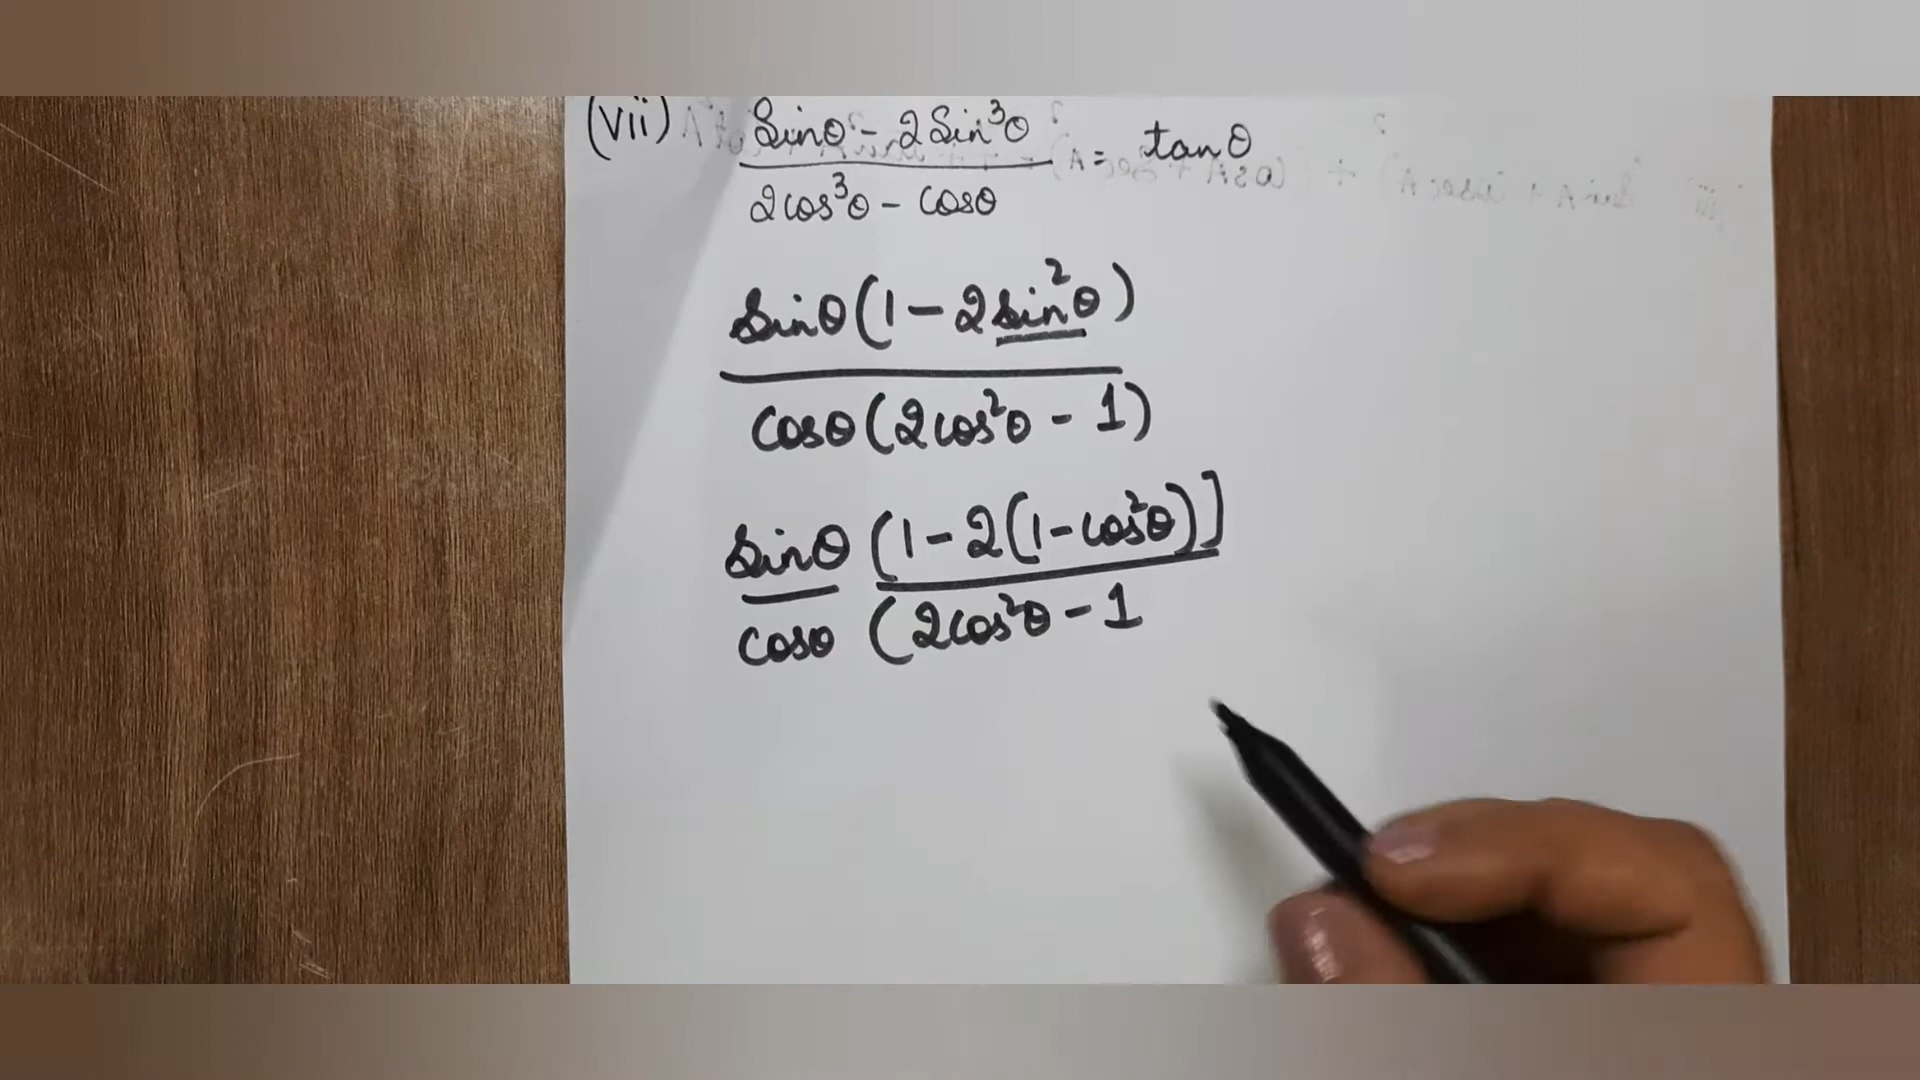 (vii) Sinθ - 2Sin³θ = tanθ
2cos³θ - cosθ
Sinθ(1 - 2sin²θ)
cosθ(2cos²θ - 1)
Sinθ (1 - 2(1 - cos²θ)]
cosθ (2cos²θ - 1